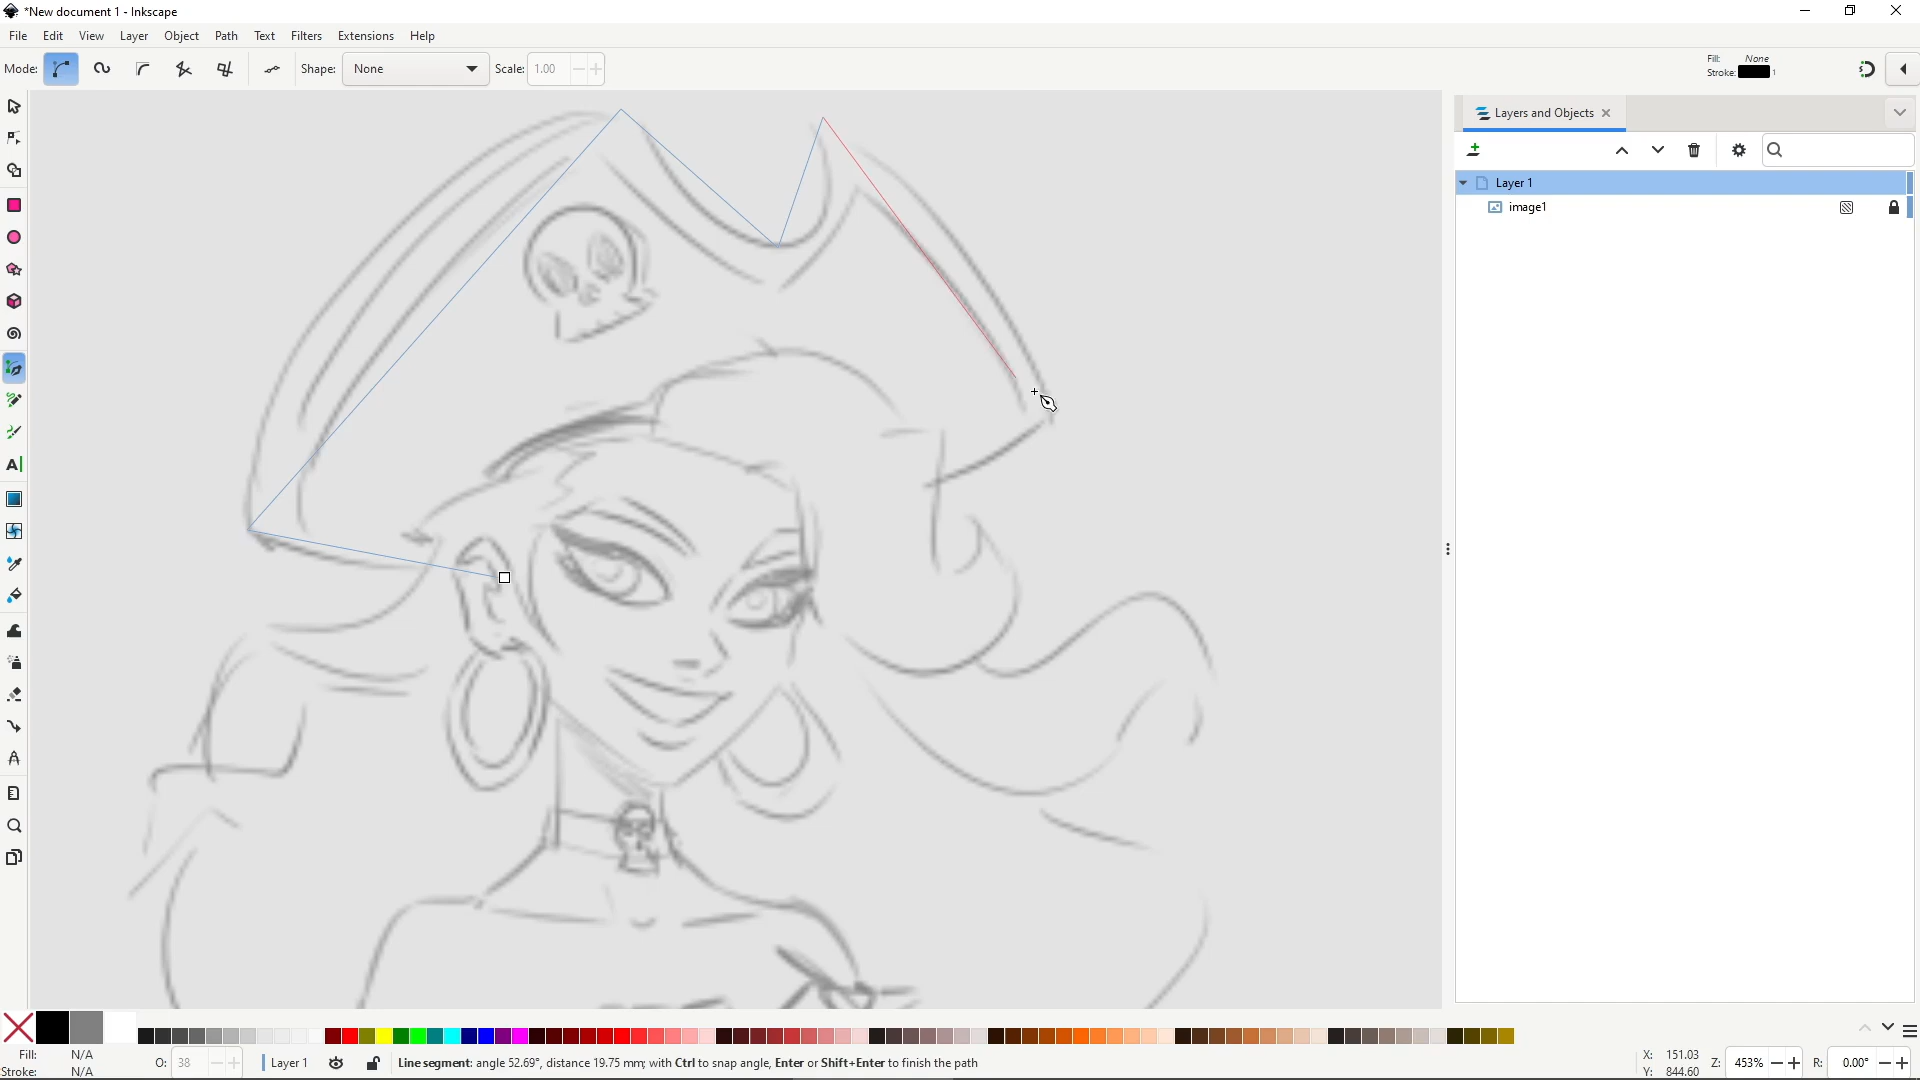 *New document 1 - Inkscape
File Edit View Layer Object Path Text Filters Extensions Help
Mode: Shape: None Scale: 1.00 Fill: None
Stroke: 1
Layers and Objects
Layer 1
image1
Fill: N/A O: 38 Layer 1 Line segment: angle 52.69°, distance 19.75 mm; with Ctrl to snap angle, Enter or Shift+Enter to finish the path X: 151.03 Z: 453% R: 0.00°
Stroke: N/A Y: 844.60